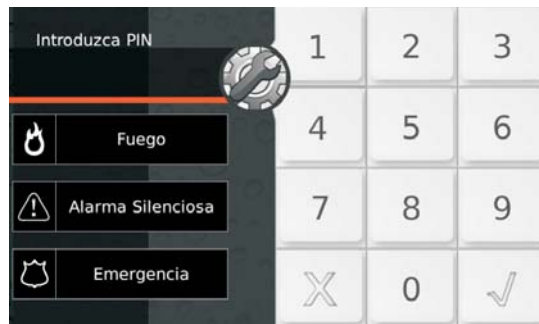 Introduzca PIN
1 2 3
Fuego
4 5 6
Alarma Silenciosa
7 8 9
Emergencia
X 0 √